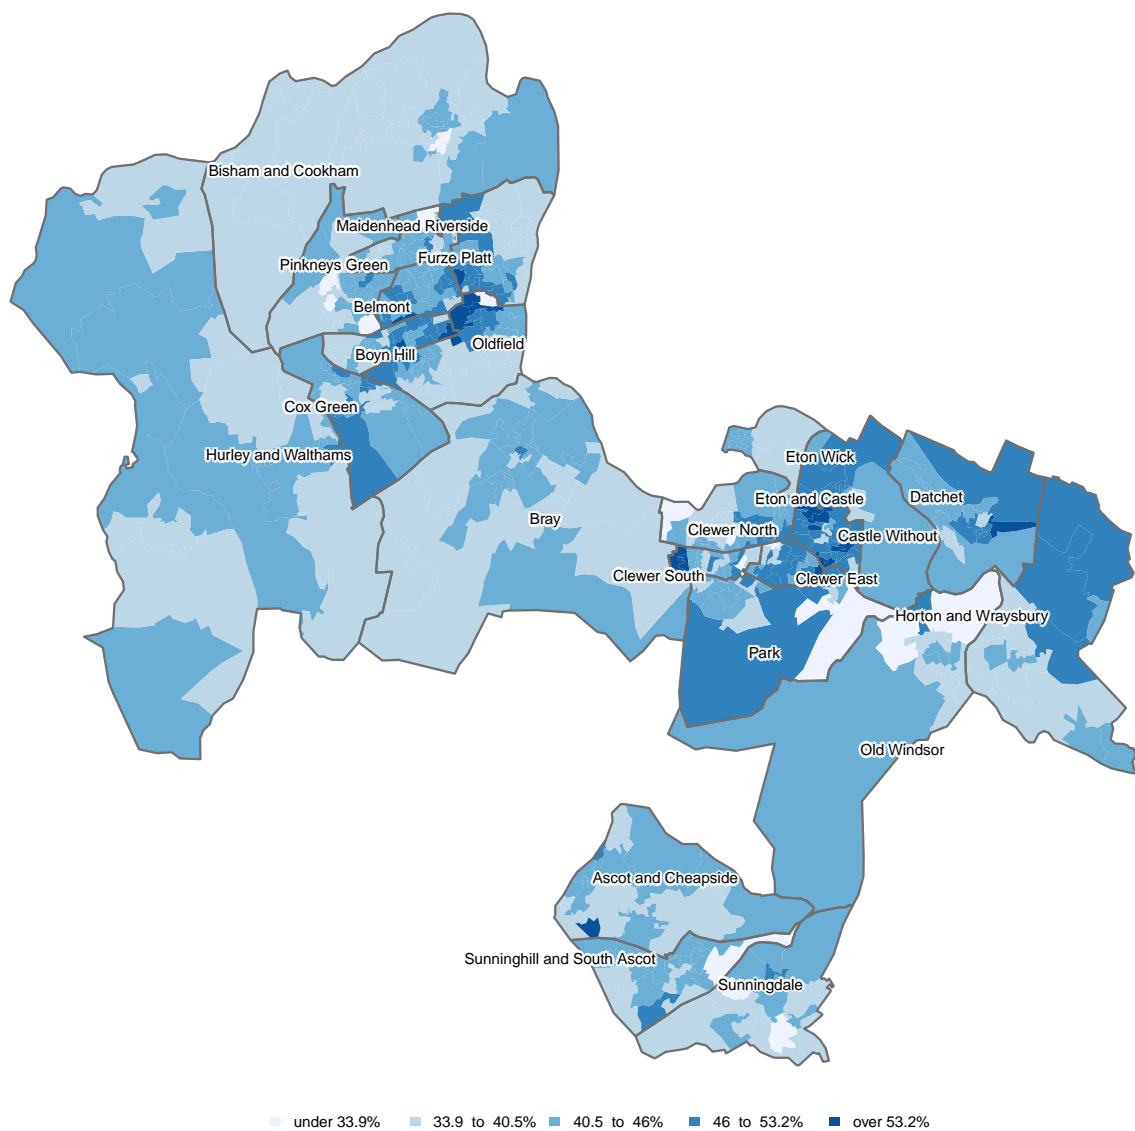 Bisham and Cookham
Maidenhead Riverside
Furze Platt
Pinkneys Green
Belmont
Oldfield
Boyn Hill
Cox Green
Hurley and Walthams
Eton Wick
Eton and Castle
Datchet
Bray
Clewer North
Castle Without
Clewer South
Clewer East
Horton and Wraysbury
Park
Old Windsor
Ascot and Cheapside
Sunninghill and South Ascot
Sunningdale
under 33.9% 33.9 to 40.5% 40.5 to 46% 46 to 53.2% over 53.2%